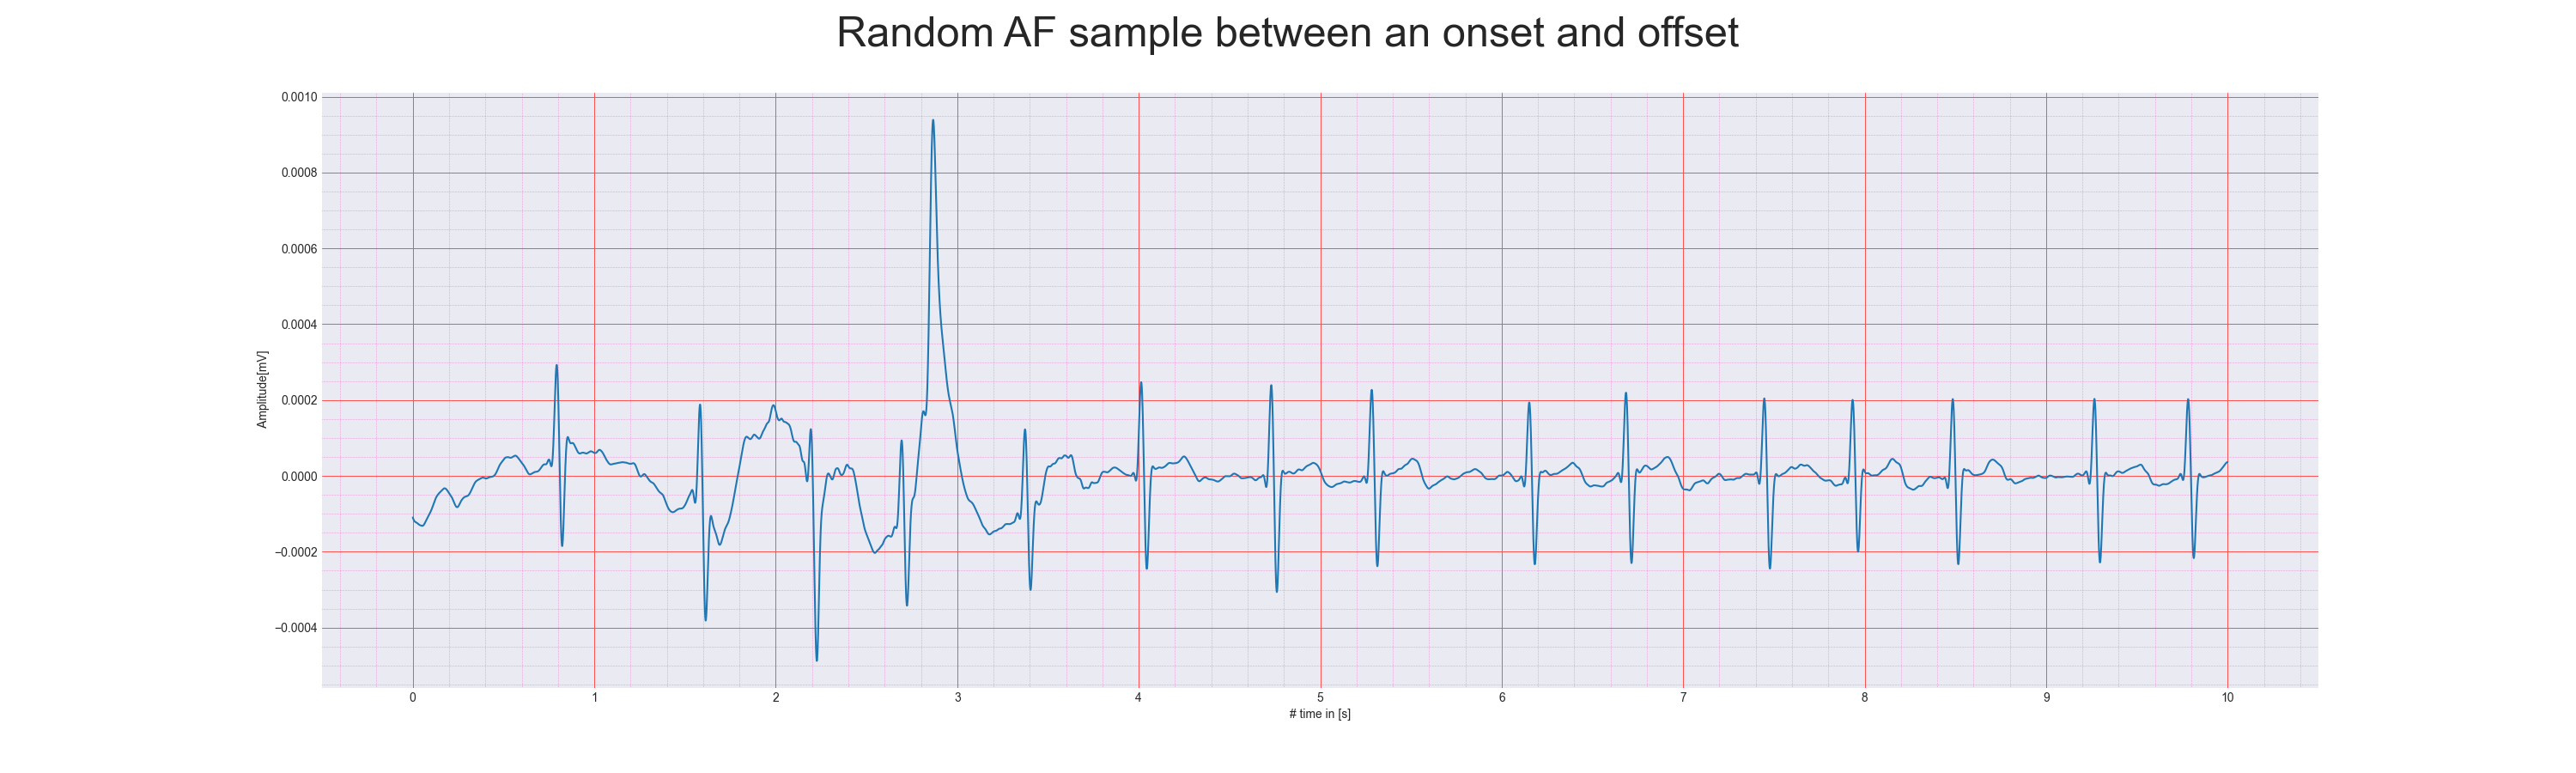 Random AF sample between an onset and offset
0.0010
0.0008
0.0006
0.0004
0.0002
0.0000
−0.0002
−0.0004
Amplitude[mV]
0 1 2 3 4 5 6 7 8 9 10
# time in [s]